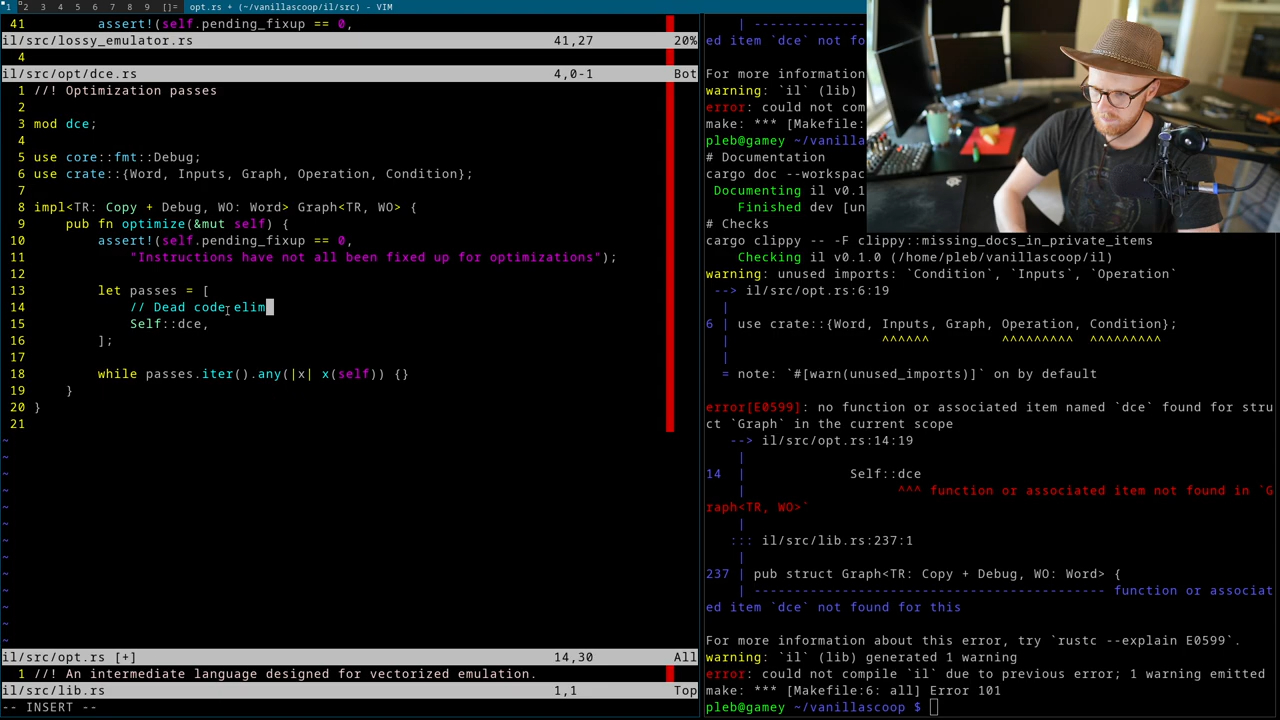 1 2 3 4 5 6 7 8 9 []= opt.rs + (~/vanillascoop/il/src) - VIM
41         assert!(self.pending_fixup == 0,
il/src/lossy_emulator.rs 41,27 20%
4
il/src/opt/dce.rs 4,0-1 Bot
1 //! Optimization passes
2
3 mod dce;
4
5 use core::fmt::Debug;
6 use crate::{Word, Inputs, Graph, Operation, Condition};
7
8 impl<TR: Copy + Debug, WO: Word> Graph<TR, WO> {
9     pub fn optimize(&mut self) {
10         assert!(self.pending_fixup == 0,
11             "Instructions have not all been fixed up for optimizations");
12
13         let passes = [
14             // Dead code elim
15             Self::dce,
16         ];
17
18         while passes.iter().any(|x| x(self)) {}
19     }
20 }
21
~
~
~
~
~
~
~
~
~
~
~
~
~
il/src/opt.rs [+] 14,30 All
1 //! An intermediate language designed for vectorized emulation.
il/src/lib.rs 1,1 Top
-- INSERT --
| --------------
ed item `dce` not fo
For more information
warning: `il` (lib)
error: could not com
make: *** [Makefile:
pleb@gamey ~/vanilla
# Documentation
cargo doc --workspac
Documenting il v0.1
Finished dev [un
# Checks
cargo clippy -- -F clippy::missing_docs_in_private_items
Checking il v0.1.0 (/home/pleb/vanillascoop/il)
warning: unused imports: `Condition`, `Inputs`, `Operation`
--> il/src/opt.rs:6:19
|
6 | use crate::{Word, Inputs, Graph, Operation, Condition};
|                   ^^^^^^         ^^^^^^^^^  ^^^^^^^^^
|
= note: `#[warn(unused_imports)]` on by default
error[E0599]: no function or associated item named `dce` found for stru
ct `Graph` in the current scope
--> il/src/opt.rs:14:19
|
14 |             Self::dce
|                   ^^^ function or associated item not found in `G
raph<TR, WO>`
|
::: il/src/lib.rs:237:1
|
237 | pub struct Graph<TR: Copy + Debug, WO: Word> {
| -------------------------------------------- function or associat
ed item `dce` not found for this
For more information about this error, try `rustc --explain E0599`.
warning: `il` (lib) generated 1 warning
error: could not compile `il` due to previous error; 1 warning emitted
make: *** [Makefile:6: all] Error 101
pleb@gamey ~/vanillascoop $